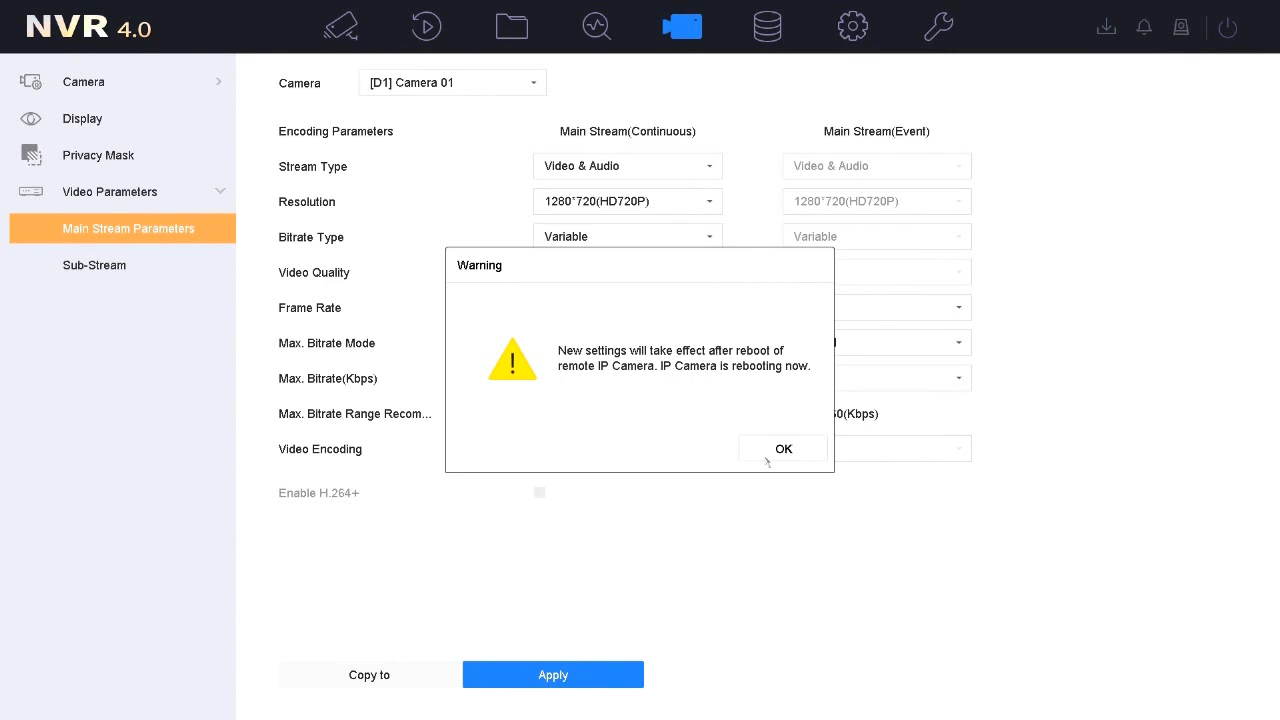 NVR 4.0
Camera
Display
Privacy Mask
Video Parameters
Main Stream Parameters
Sub-Stream
Camera [D1] Camera 01
Encoding Parameters Main Stream(Continuous) Main Stream(Event)
Stream Type Video & Audio Video & Audio
Resolution 1280*720(HD720P) 1280*720(HD720P)
Bitrate Type Variable Variable
Video Quality
Frame Rate
Max. Bitrate Mode
Max. Bitrate(Kbps)
Max. Bitrate Range Recom... 0(Kbps)
Video Encoding
Enable H.264+
Warning
New settings will take effect after reboot of
remote IP Camera. IP Camera is rebooting now.
OK
Copy to Apply